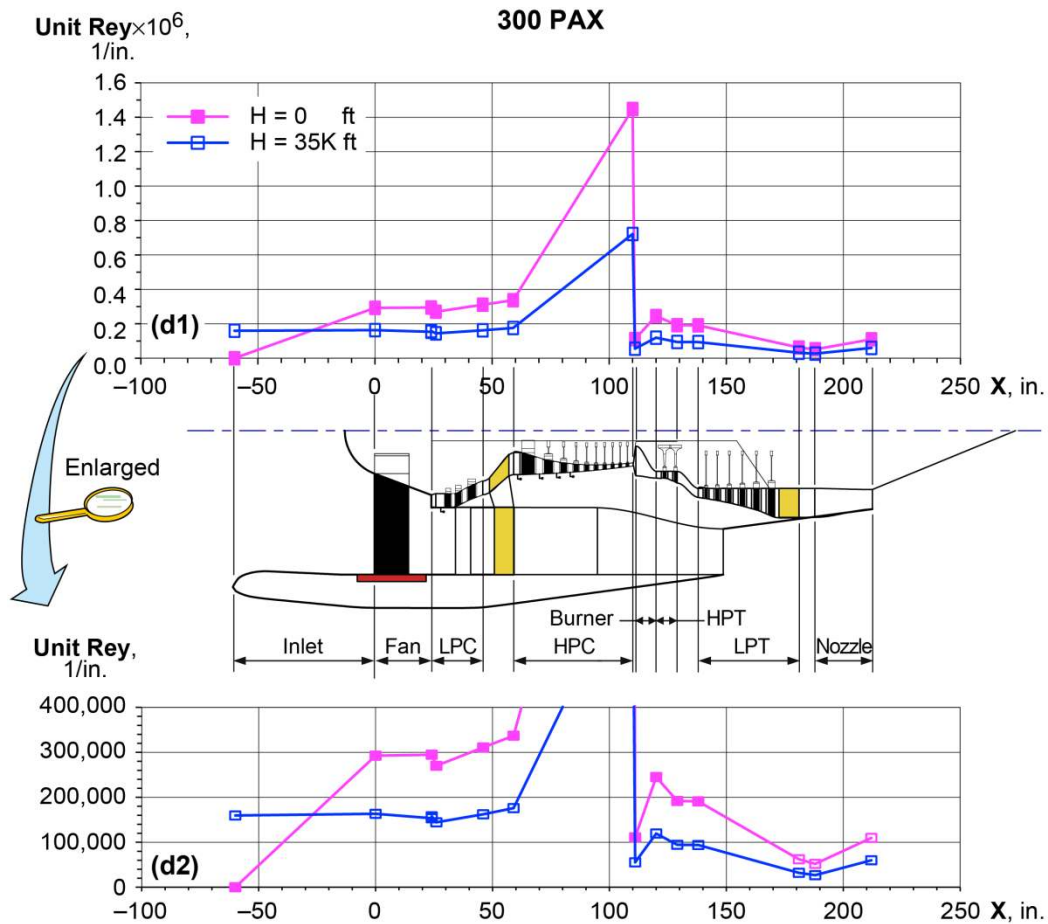 300 PAX
Unit Rey×10⁶,
1/in.
1.6
1.4
1.2
1.0
0.8
0.6
0.4
0.2
0.0
H = 0 ft
H = 35K ft
(d1)
−100 −50 0 50 100 150 200 250 X, in.
Enlarged
Burner HPT
Inlet Fan LPC HPC LPT Nozzle
Unit Rey,
1/in.
400,000
300,000
200,000
100,000
0
(d2)
−100 −50 0 50 100 150 200 250 X, in.